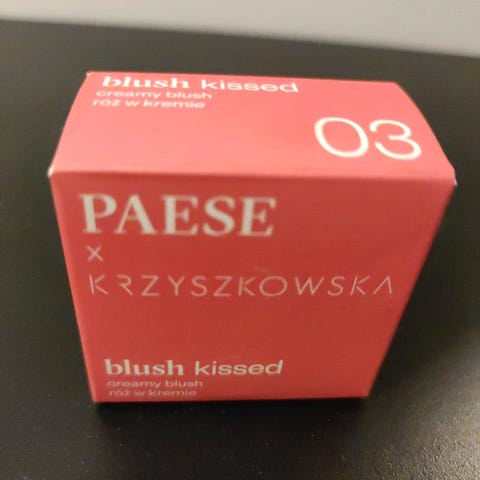 blush kissed
creamy blush
róż w kremie
03
PAESE
x
KRZYSZKOWSKA
blush kissed
creamy blush
róż w kremie